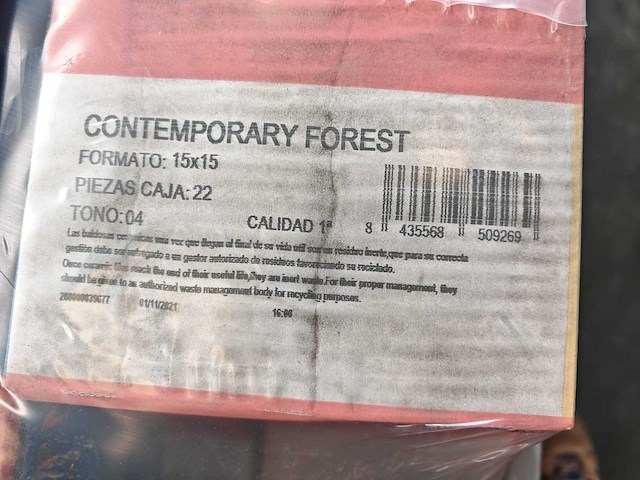 CONTEMPORARY FOREST
FORMATO: 15x15
PIEZAS CAJA: 22
TONO: 04
CALIDAD 1ª
8 435568 509269
Las baldosas cerámicas una vez que llegan al final de su vida útil son un residuo inerte,que para su correcta
gestión debe ser entregado a un gestor autorizado de residuos favoreciendo su reciclado.
Once ceramic tiles reach the end of their useful life,they are inert waste.For their proper management, they
should be given to an authorized waste management body for recycling purposes.
200000039677 01/11/2021 16:06